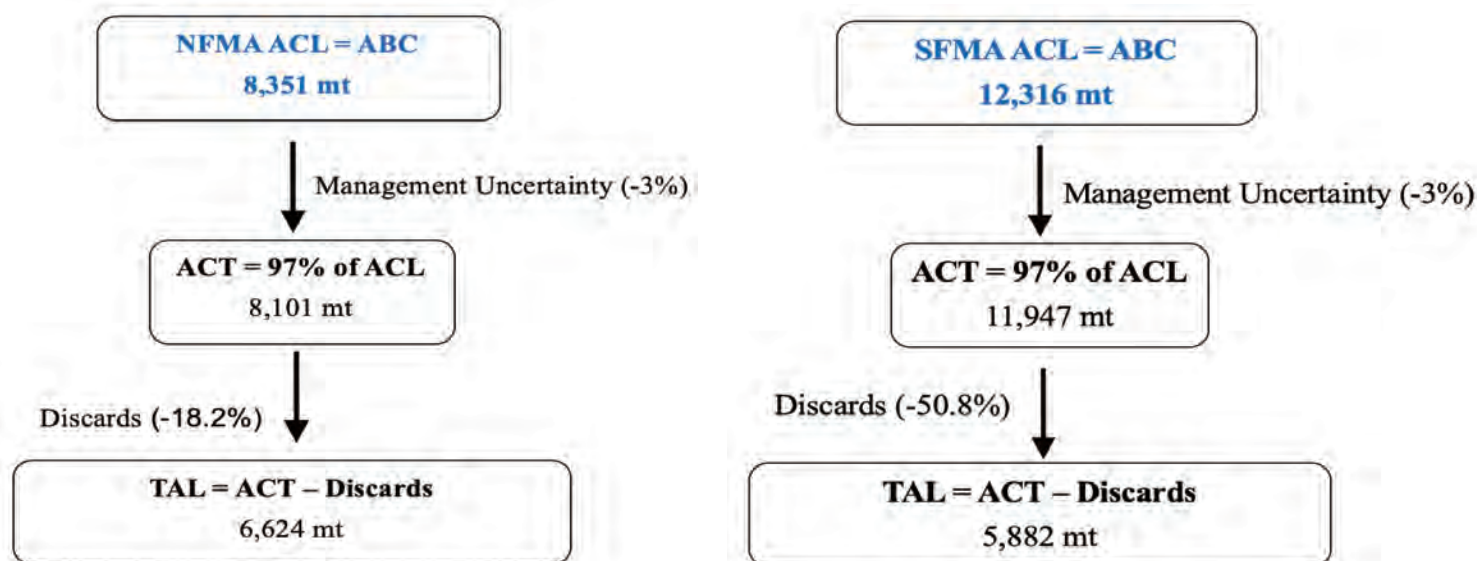 NFMA ACL = ABC
8,351 mt
Management Uncertainty (-3%)
ACT = 97% of ACL
8,101 mt
Discards (-18.2%)
TAL = ACT – Discards
6,624 mt
SFMA ACL = ABC
12,316 mt
Management Uncertainty (-3%)
ACT = 97% of ACL
11,947 mt
Discards (-50.8%)
TAL = ACT – Discards
5,882 mt